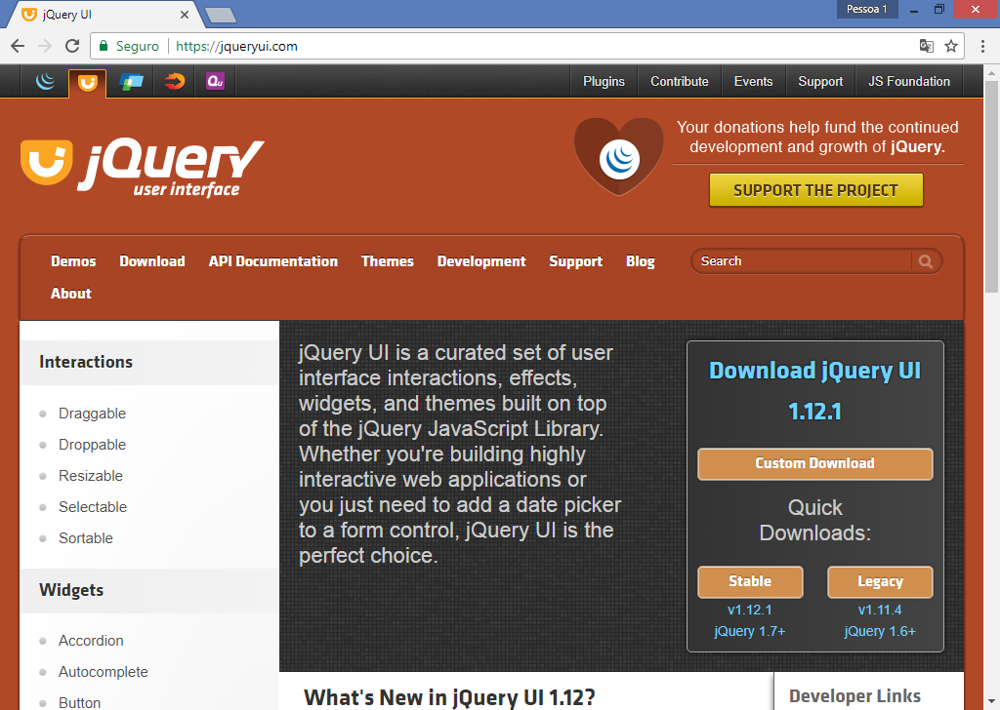 jQuery UI
Pessoa 1
Seguro
https://jqueryui.com
Qu
Plugins
Contribute
Events
Support
JS Foundation
jQuery
user interface
Your donations help fund the continued
development and growth of jQuery.
SUPPORT THE PROJECT
Demos
Download
API Documentation
Themes
Development
Support
Blog
Search
About
Interactions
Draggable
Droppable
Resizable
Selectable
Sortable
Widgets
Accordion
Autocomplete
Button
jQuery UI is a curated set of user
interface interactions, effects,
widgets, and themes built on top
of the jQuery JavaScript Library.
Whether you're building highly
interactive web applications or
you just need to add a date picker
to a form control, jQuery UI is the
perfect choice.
Download jQuery UI
1.12.1
Custom Download
Quick
Downloads:
Stable
v1.12.1
jQuery 1.7+
Legacy
v1.11.4
jQuery 1.6+
What's New in jQuery UI 1.12?
Developer Links